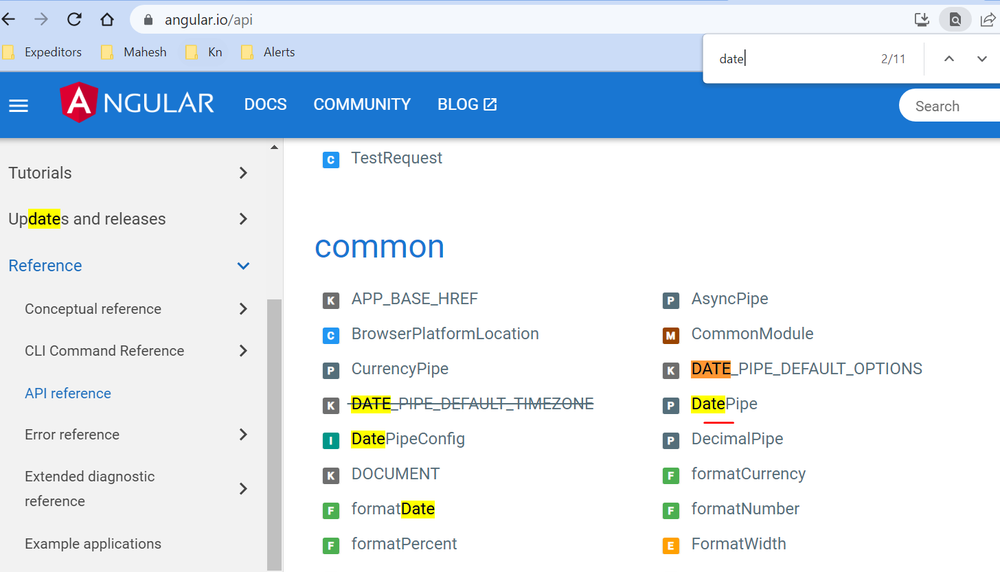 angular.io/api
Expeditors Mahesh Kn Alerts
date 2/11
A NGULAR DOCS COMMUNITY BLOG Search
Tutorials
Updates and releases
Reference
Conceptual reference
CLI Command Reference
API reference
Error reference
Extended diagnostic
reference
Example applications
C TestRequest
common
K APP_BASE_HREF P AsyncPipe
C BrowserPlatformLocation M CommonModule
P CurrencyPipe K DATE_PIPE_DEFAULT_OPTIONS
K DATE_PIPE_DEFAULT_TIMEZONE P DatePipe
I DatePipeConfig P DecimalPipe
K DOCUMENT F formatCurrency
F formatDate F formatNumber
F formatPercent E FormatWidth